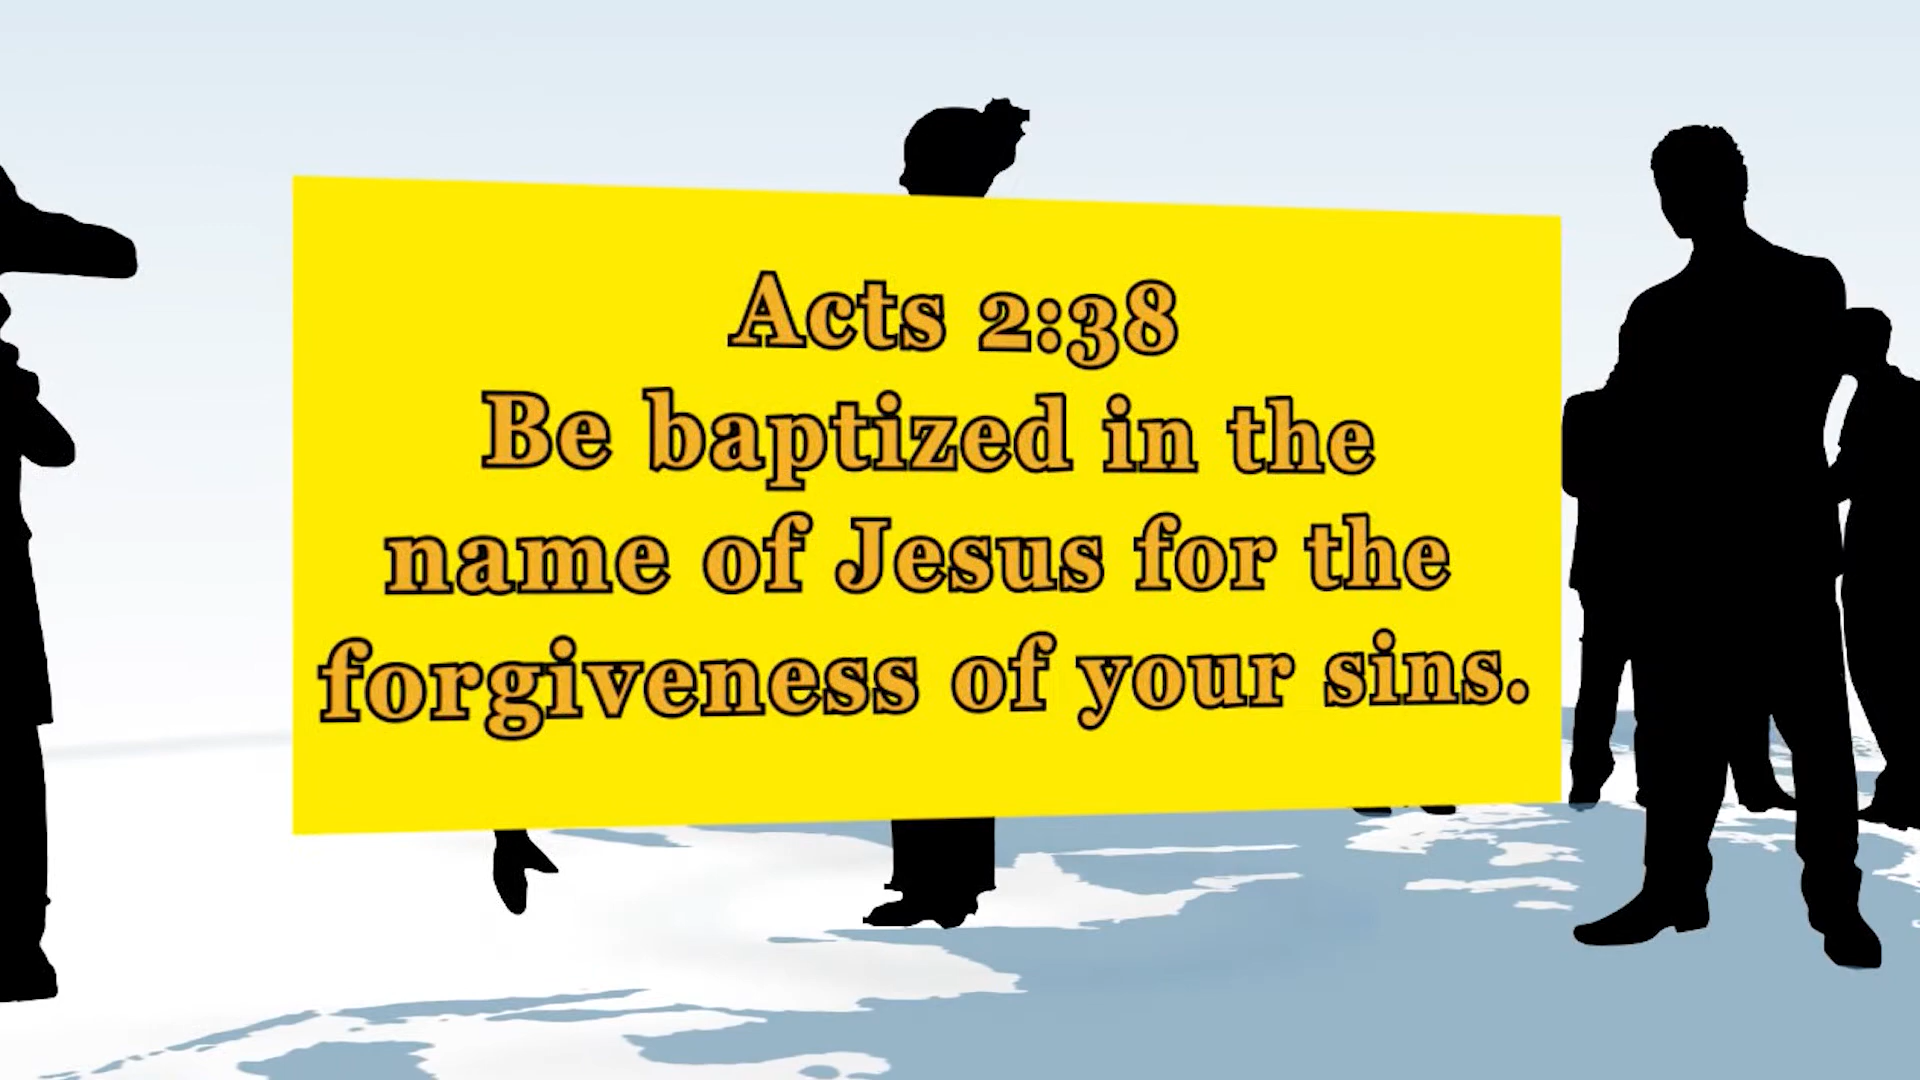 Acts 2:38
Be baptized in the
name of Jesus for the
forgiveness of your sins.